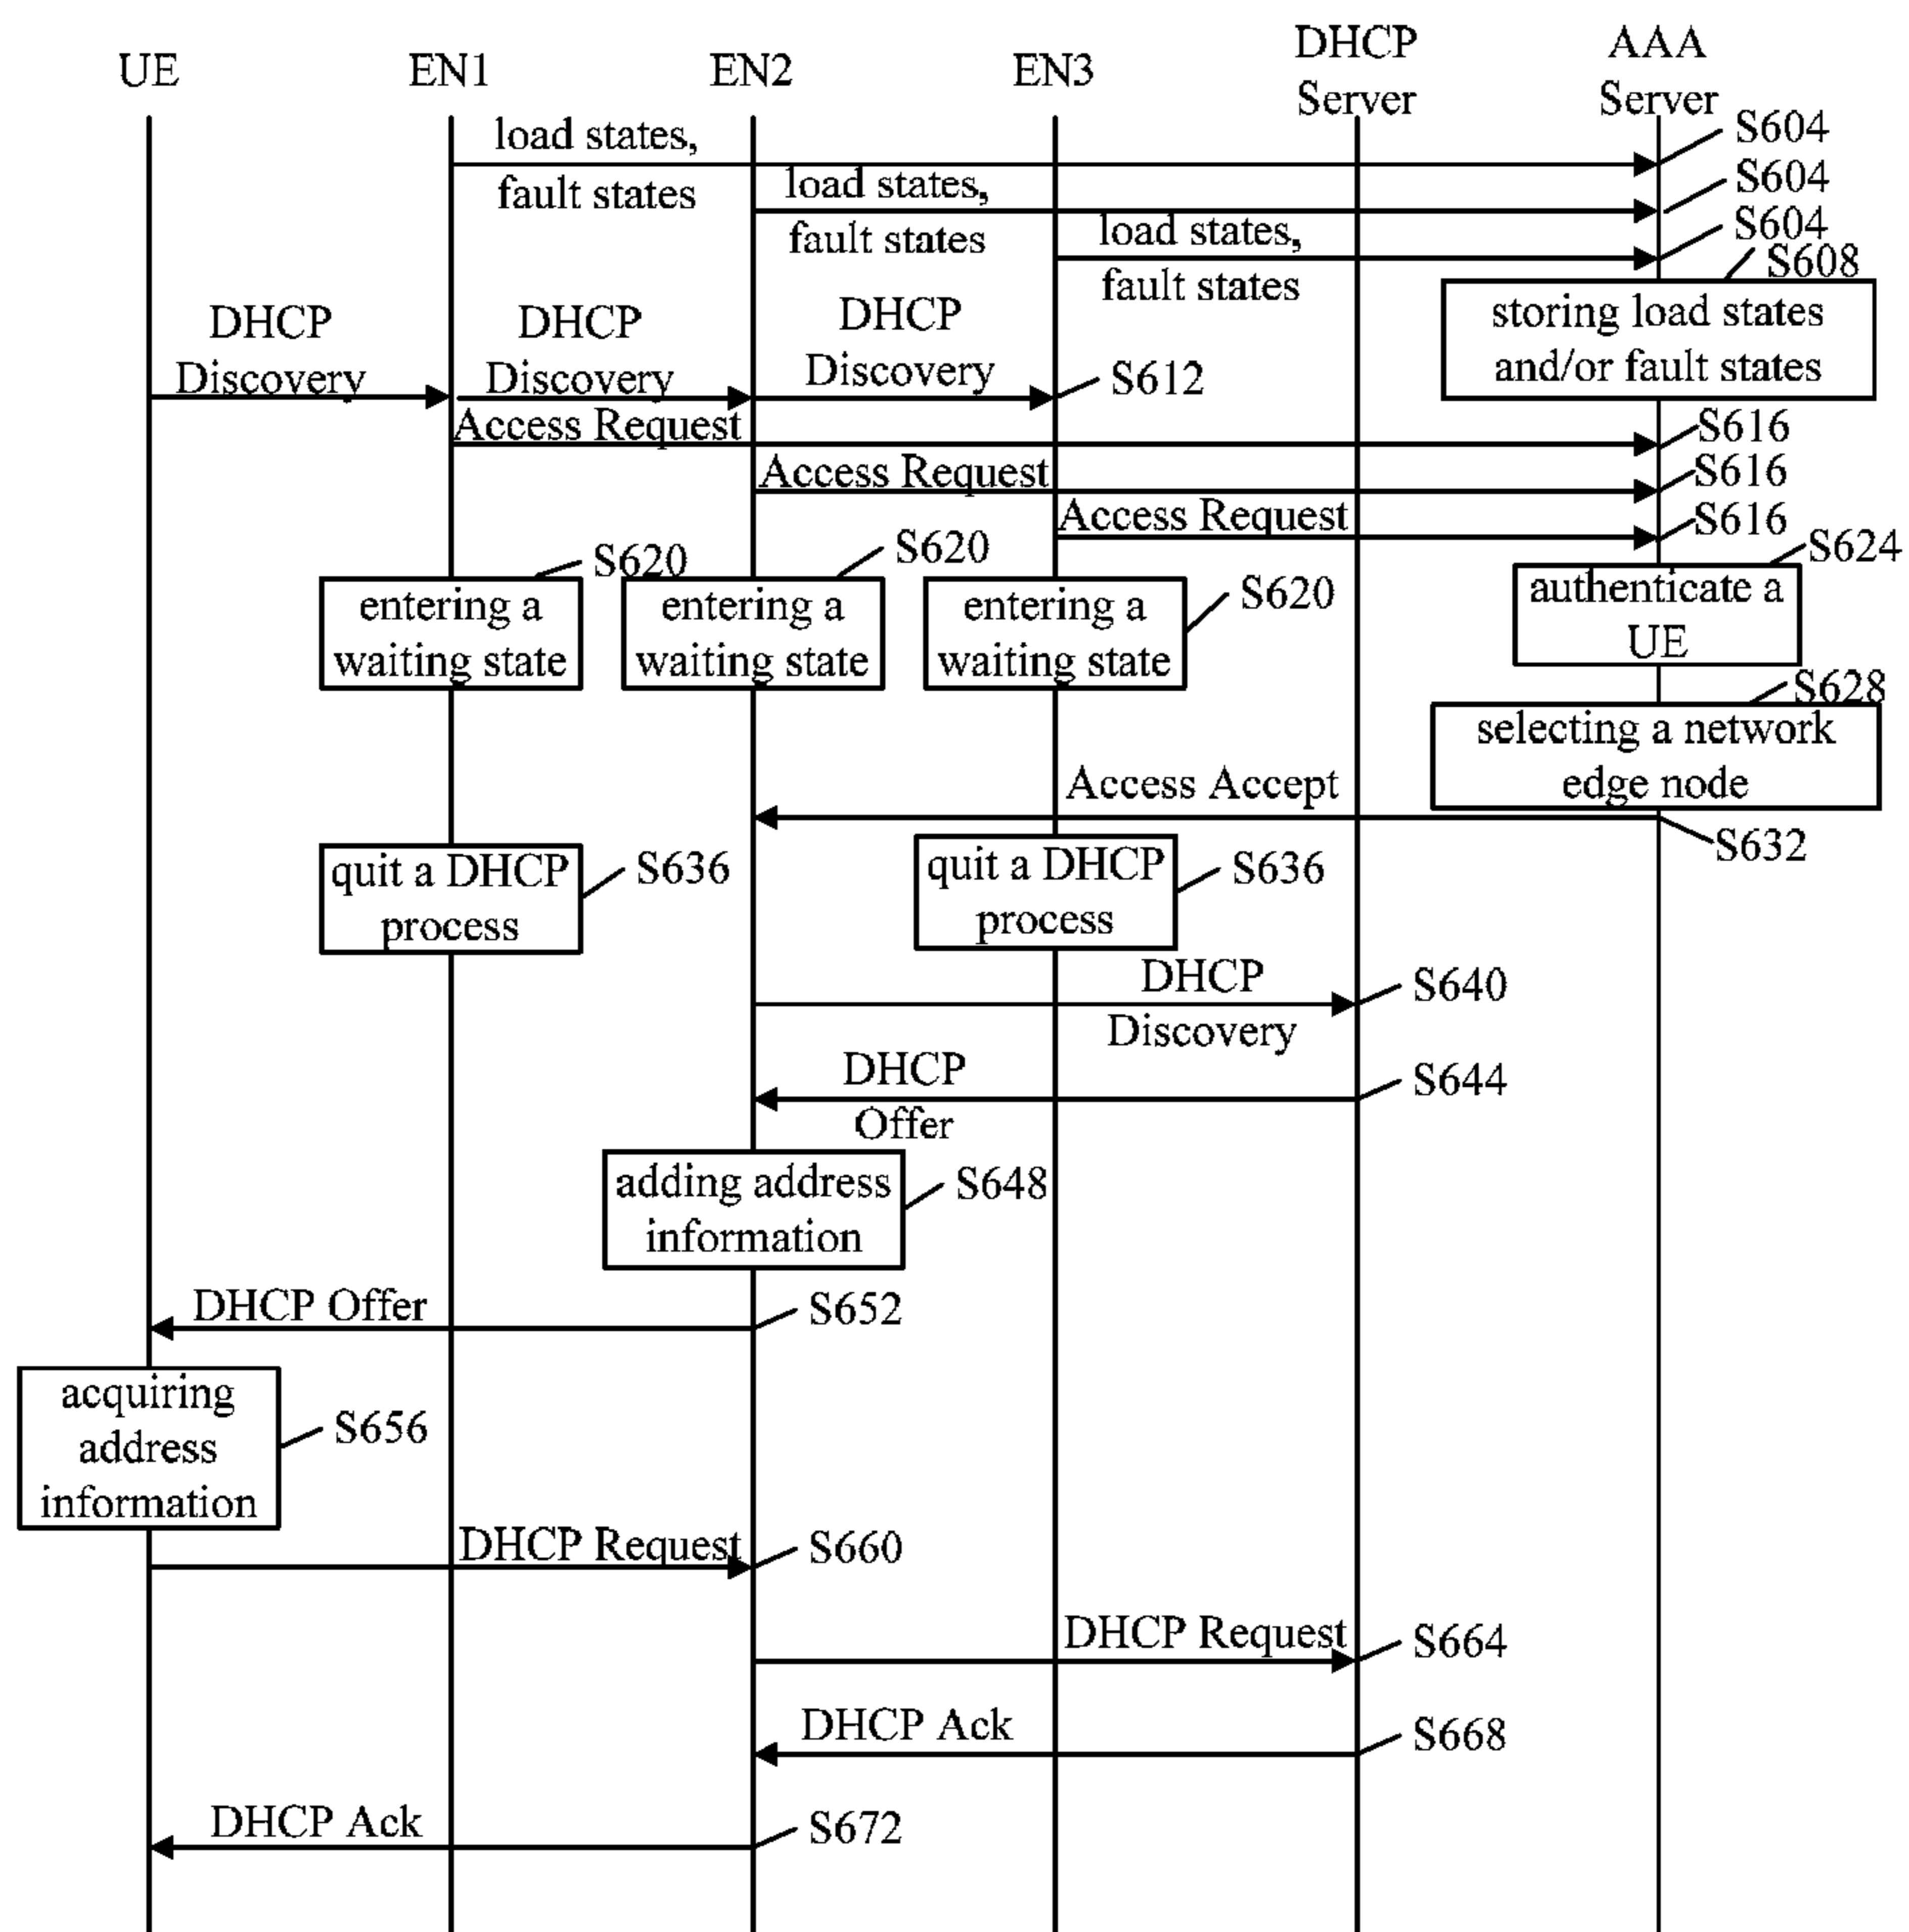 UE
EN1
EN2
EN3
DHCP
Server
AAA
Server
load states,
fault states
S604
load states,
fault states
S604
load states,
fault states
S604
S608
storing load states
and/or fault states
DHCP
Discovery
DHCP
Discovery
DHCP
Discovery
S612
Access Request
S616
Access Request
S616
Access Request
S616
S620
entering a
waiting state
S620
entering a
waiting state
S620
entering a
waiting state
S624
authenticate a
UE
S628
selecting a network
edge node
Access Accept
S632
quit a DHCP
process
S636
quit a DHCP
process
S636
DHCP
Discovery
S640
DHCP
Offer
S644
adding address
information
S648
DHCP Offer
S652
acquiring
address
information
S656
DHCP Request
S660
DHCP Request
S664
DHCP Ack
S668
DHCP Ack
S672